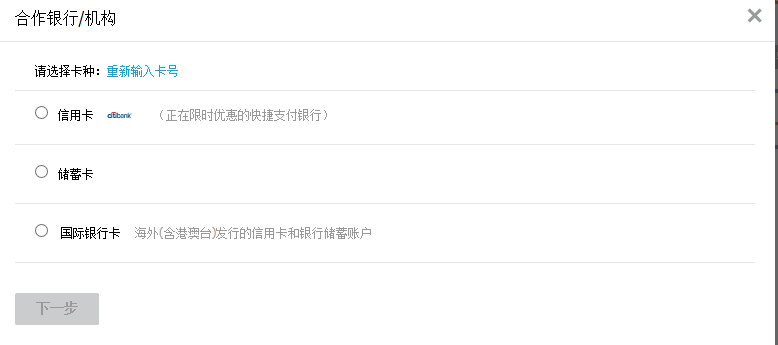 合作银行/机构
请选择卡种：重新输入卡号
信用卡 citibank （正在限时优惠的快捷支付银行）
储蓄卡
国际银行卡 海外(含港澳台)发行的信用卡和银行储蓄账户
下一步